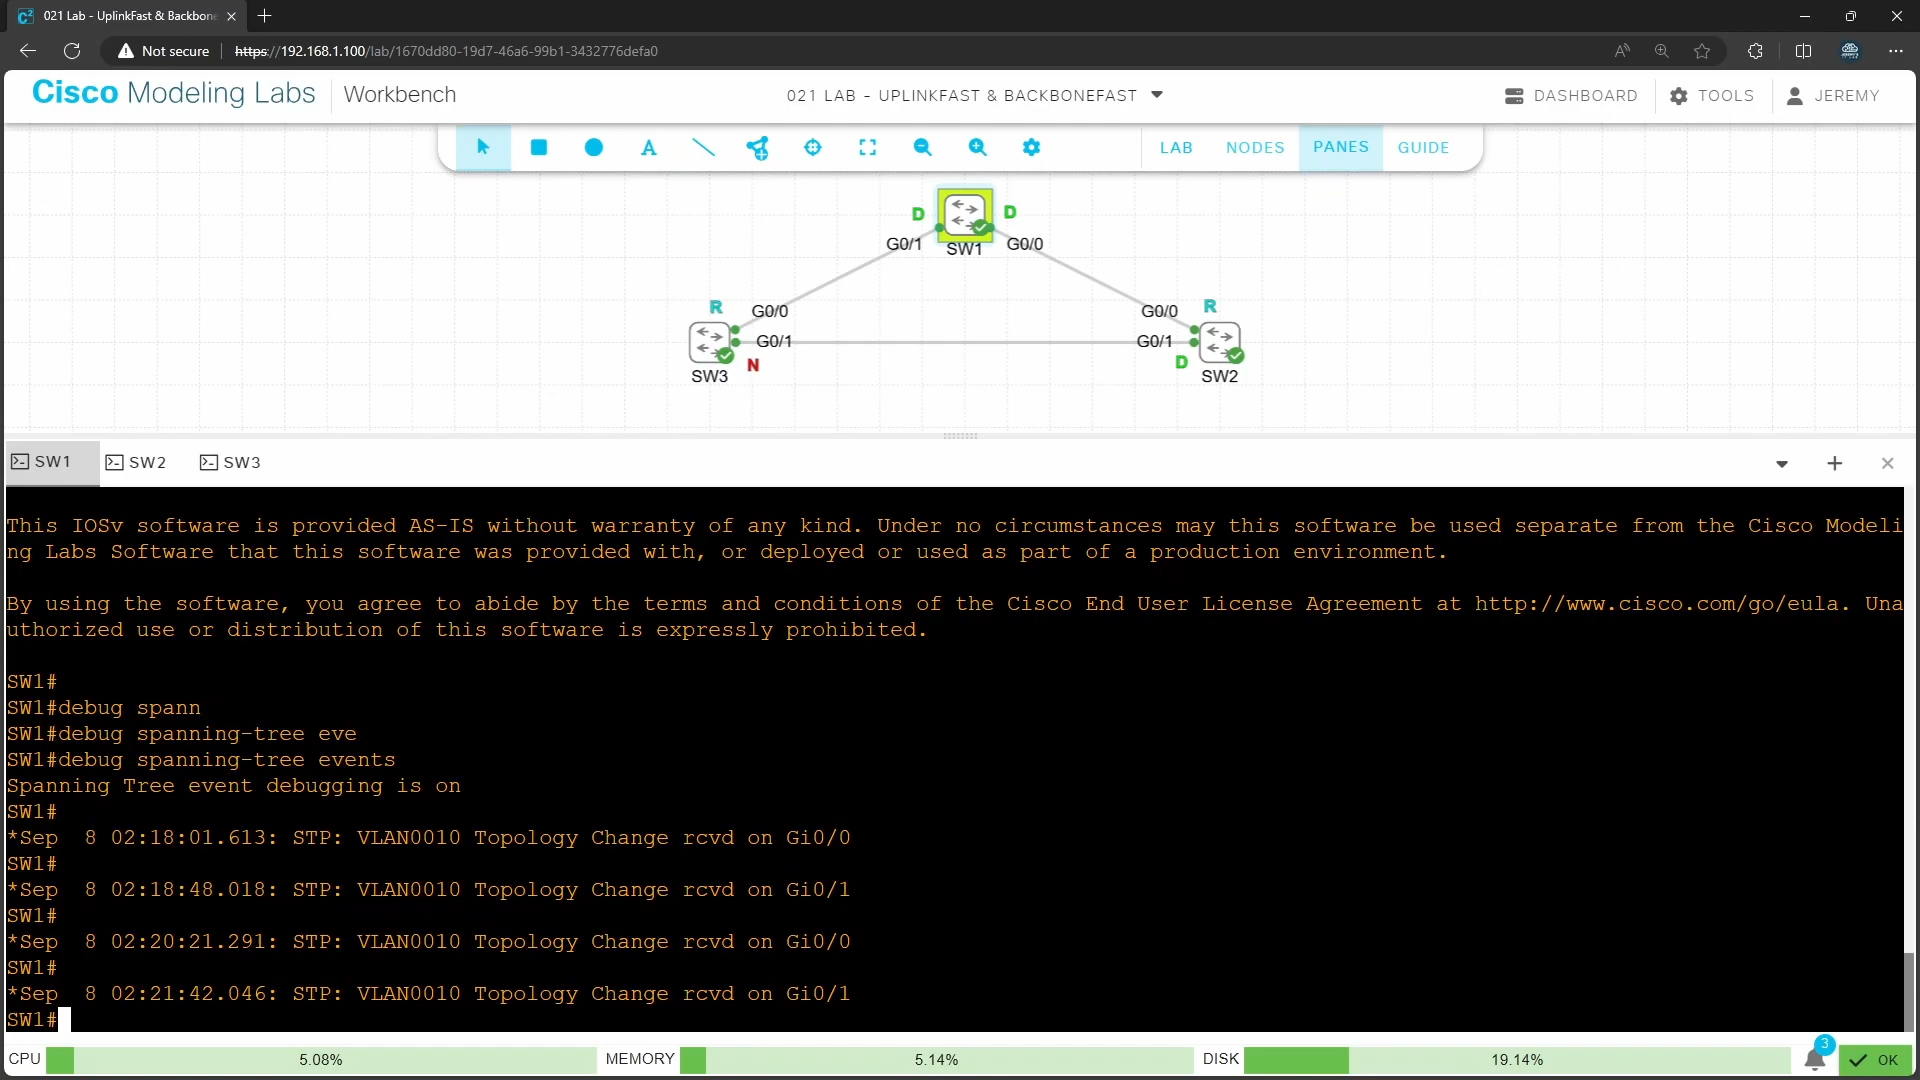 021 Lab - UplinkFast & Backbone
Not secure
https://192.168.1.100/lab/1670dd80-19d7-46a6-99b1-3432776defa0
Cisco Modeling Labs Workbench
021 LAB - UPLINKFAST & BACKBONEFAST
DASHBOARD
TOOLS
JEREMY
A
LAB
NODES
PANES
GUIDE
D
D
G0/1
SW1
G0/0
R
G0/0
G0/0
R
G0/1
G0/1
SW3
N
D
SW2
SW1
SW2
SW3
This IOSv software is provided AS-IS without warranty of any kind. Under no circumstances may this software be used separate from the Cisco Modeli
ng Labs Software that this software was provided with, or deployed or used as part of a production environment.
By using the software, you agree to abide by the terms and conditions of the Cisco End User License Agreement at http://www.cisco.com/go/eula. Una
uthorized use or distribution of this software is expressly prohibited.
SW1#
SW1#debug spann
SW1#debug spanning-tree eve
SW1#debug spanning-tree events
Spanning Tree event debugging is on
SW1#
*Sep  8 02:18:01.613: STP: VLAN0010 Topology Change rcvd on Gi0/0
SW1#
*Sep  8 02:18:48.018: STP: VLAN0010 Topology Change rcvd on Gi0/1
SW1#
*Sep  8 02:20:21.291: STP: VLAN0010 Topology Change rcvd on Gi0/0
SW1#
*Sep  8 02:21:42.046: STP: VLAN0010 Topology Change rcvd on Gi0/1
SW1#
CPU
5.08%
MEMORY
5.14%
DISK
19.14%
3
OK